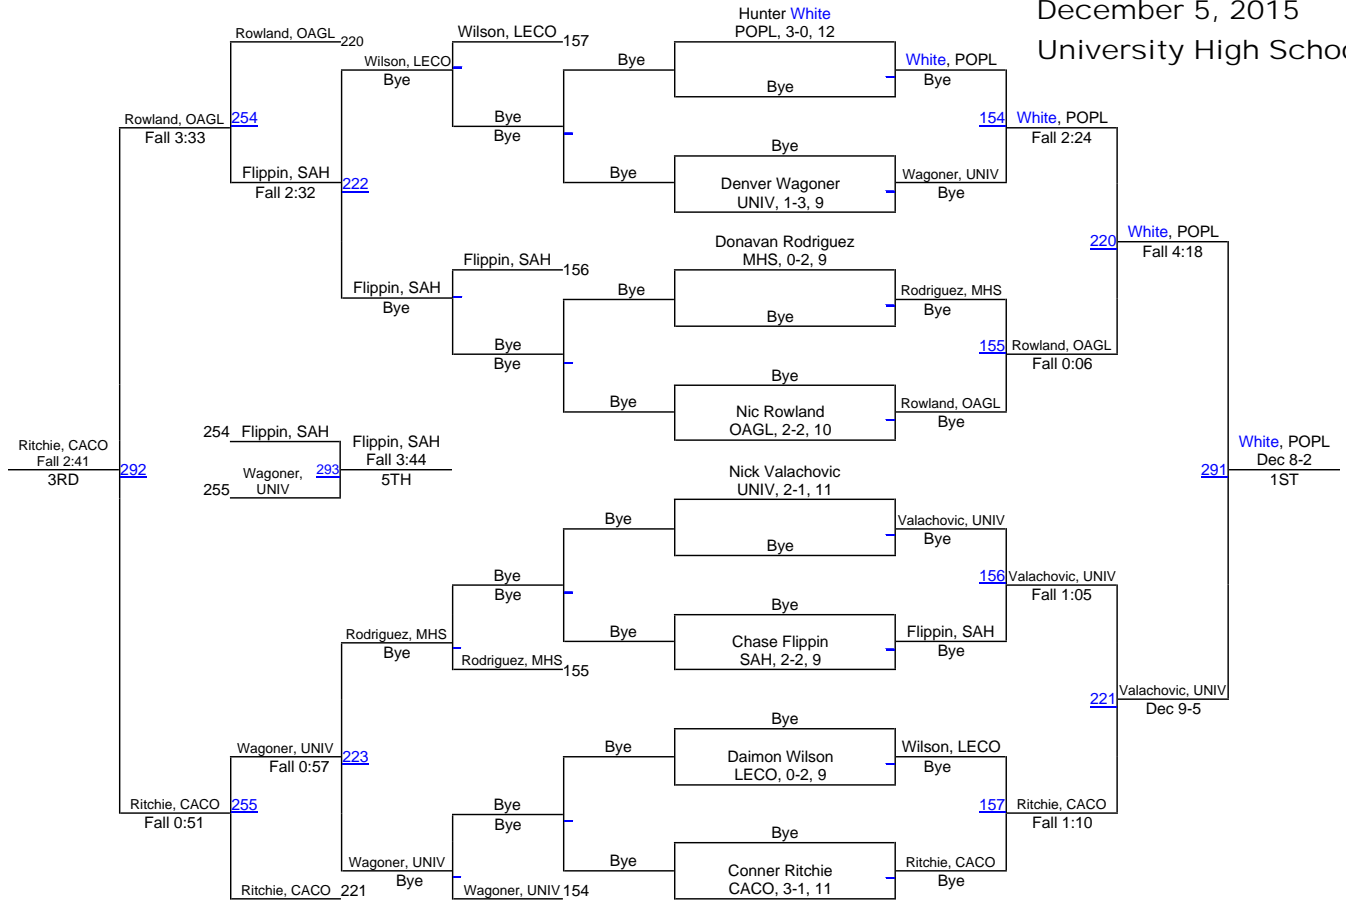 December 5, 2015
University High Schoo
Hunter White
POPL, 3-0, 12
Rowland, OAGL 220
Wilson, LECO 157
Wilson, LECO
Bye
Bye
Bye
White, POPL
Bye
Rowland, OAGL 254
Fall 3:33
Bye
Bye
154 White, POPL
Fall 2:24
Bye
Flippin, SAH
Fall 2:32
222
Bye
Denver Wagoner
UNIV, 1-3, 9
Wagoner, UNIV
Bye
Donavan Rodriguez
MHS, 0-2, 9
220 White, POPL
Fall 4:18
Flippin, SAH 156
Flippin, SAH
Bye
Bye
Bye
Rodriguez, MHS
Bye
Bye
Bye
155 Rowland, OAGL
Fall 0:06
Bye
Bye
Nic Rowland
OAGL, 2-2, 10
Rowland, OAGL
Bye
254 Flippin, SAH
Ritchie, CACO
Fall 2:41
3RD
292
255
Wagoner,
UNIV
293
Flippin, SAH
Fall 3:44
5TH
Nick Valachovic
UNIV, 2-1, 11
291
White, POPL
Dec 8-2
1ST
Bye
Bye
Valachovic, UNIV
Bye
Bye
Bye
156 Valachovic, UNIV
Fall 1:05
Bye
Rodriguez, MHS
Bye
Rodriguez, MHS
155
Bye
Chase Flippin
SAH, 2-2, 9
Flippin, SAH
Bye
221
Valachovic, UNIV
Dec 9-5
Bye
Wagoner, UNIV
Fall 0:57
223
Bye
Daimon Wilson
LECO, 0-2, 9
Wilson, LECO
Bye
Ritchie, CACO
Fall 0:51
255
Bye
Bye
157 Ritchie, CACO
Fall 1:10
Bye
Wagoner, UNIV
Bye
Bye
Conner Ritchie
CACO, 3-1, 11
Ritchie, CACO
Bye
Ritchie, CACO 221
Wagoner, UNIV 154